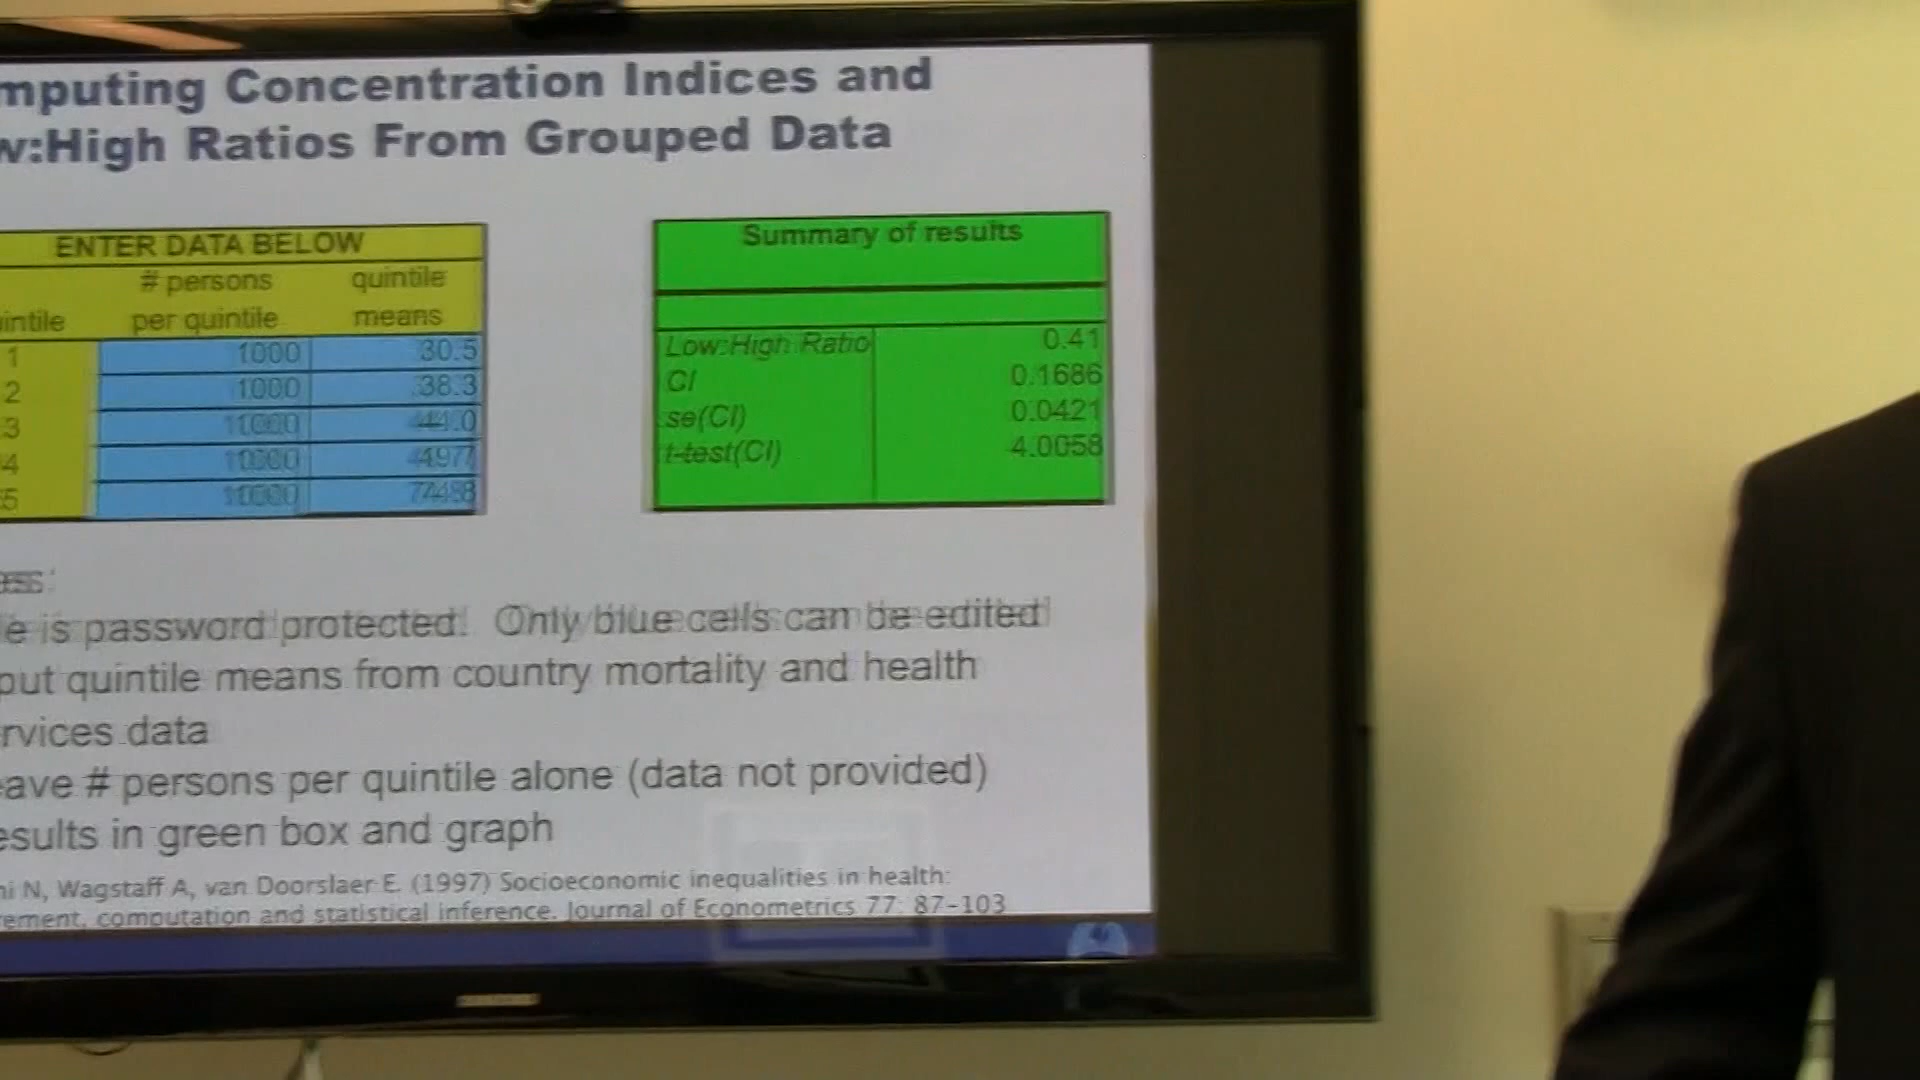 mputing Concentration Indices and
w:High Ratios From Grouped Data
ENTER DATA BELOW
# persons quintile
intile per quintile means
1 1000 30.5
2 1000 38.3
3
4
5
Summary of results
Low:High Ratio 0.41
CI 0.1686
se(CI) 0.0421
t-test(CI) 4.0058
e is password protected. Only blue cells can be edited
put quintile means from country mortality and health
rvices data
eave # persons per quintile alone (data not provided)
esults in green box and graph
ni N, Wagstaff A, van Doorslaer E. (1997) Socioeconomic inequalities in health:
ement, computation and statistical inference. Journal of Econometrics 77: 87-103